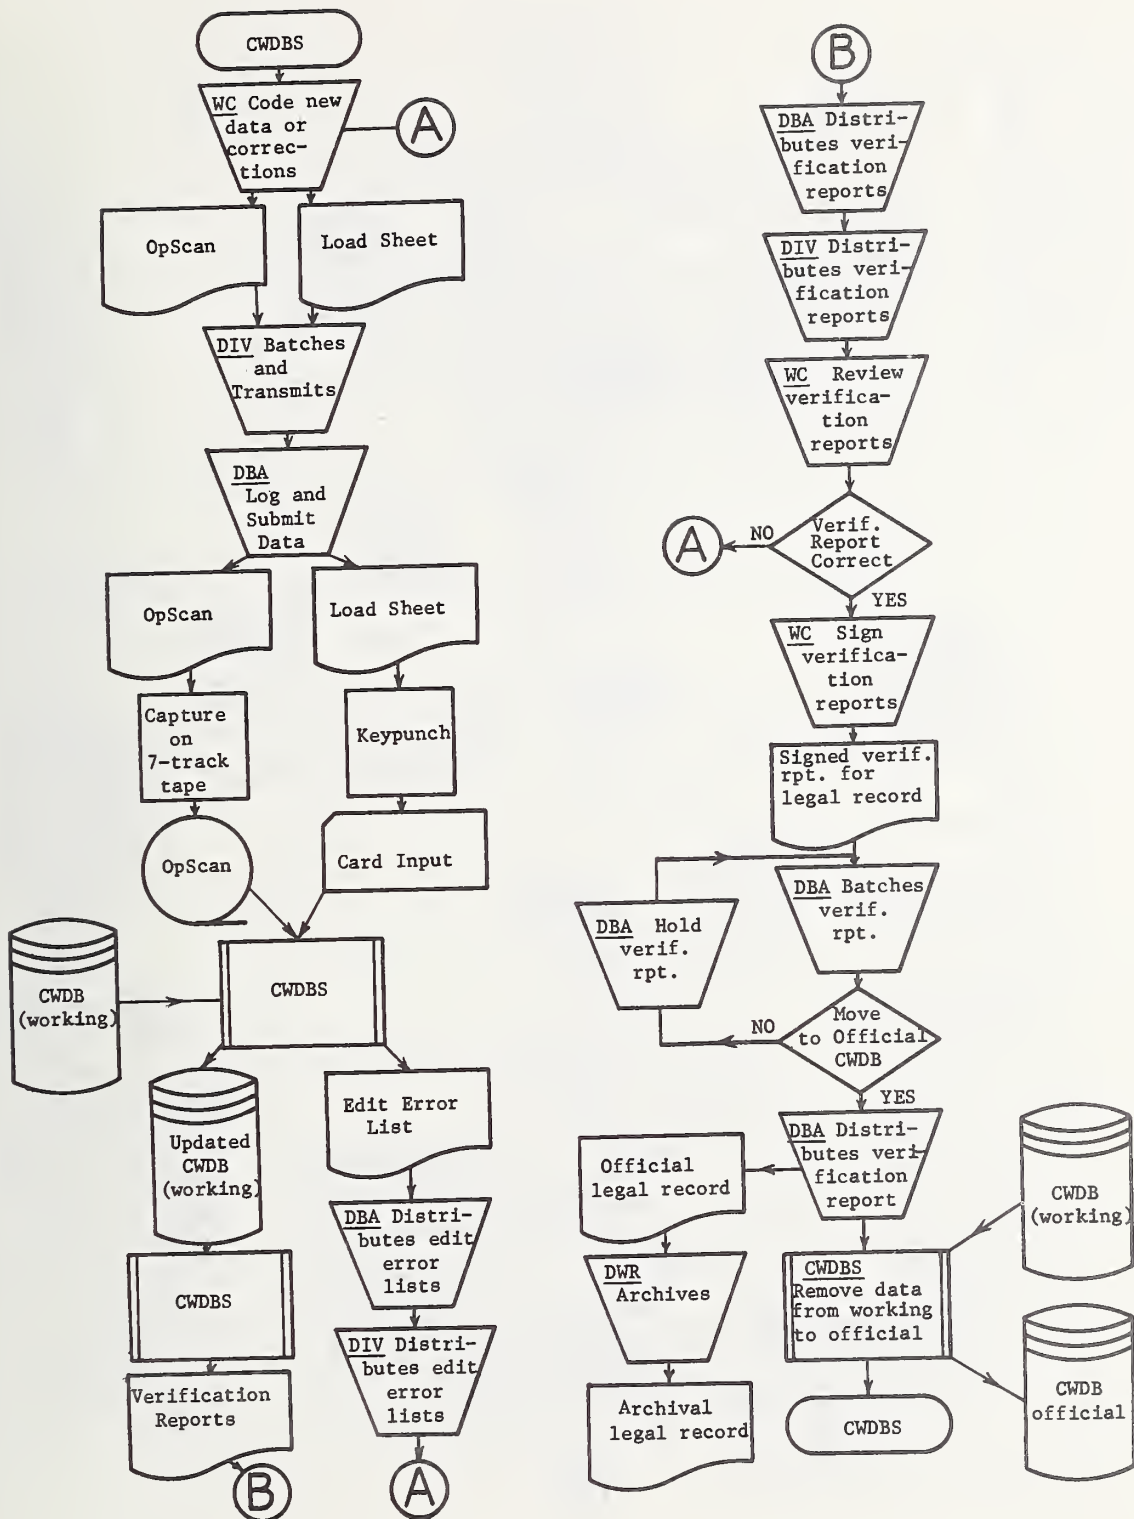 CWDBS
WC Code new
data or
correc-
tions
A
OpScan
Load Sheet
DIV Batches
and
Transmits
DBA
Log and
Submit
Data
OpScan
Load Sheet
Capture
on
7-track
tape
Keypunch
OpScan
Card Input
CWDB
(working)
CWDBS
Updated
CWDB
(working)
Edit Error
List
DBA Distri-
butes edit
error
lists
CWDBS
DIV Distri-
butes edit
error
lists
Verification
Reports
B
A
B
DBA Distri-
butes veri-
fication
reports
DIV Distri-
butes veri-
fication
reports
WC Review
verifica-
tion
reports
Verif.
Report
Correct
NO
A
YES
WC Sign
verifica-
tion
reports
Signed verif.
rpt. for
legal record
DBA Batches
verif.
rpt.
DBA Hold
verif.
rpt.
Move
to Official
CWDB
NO
YES
DBA Distri-
butes veri-
fication
report
Official
legal record
CWDB
(working)
DWR
Archives
CWDBS
Remove data
from working
to official
Archival
legal record
CWDB
official
CWDBS